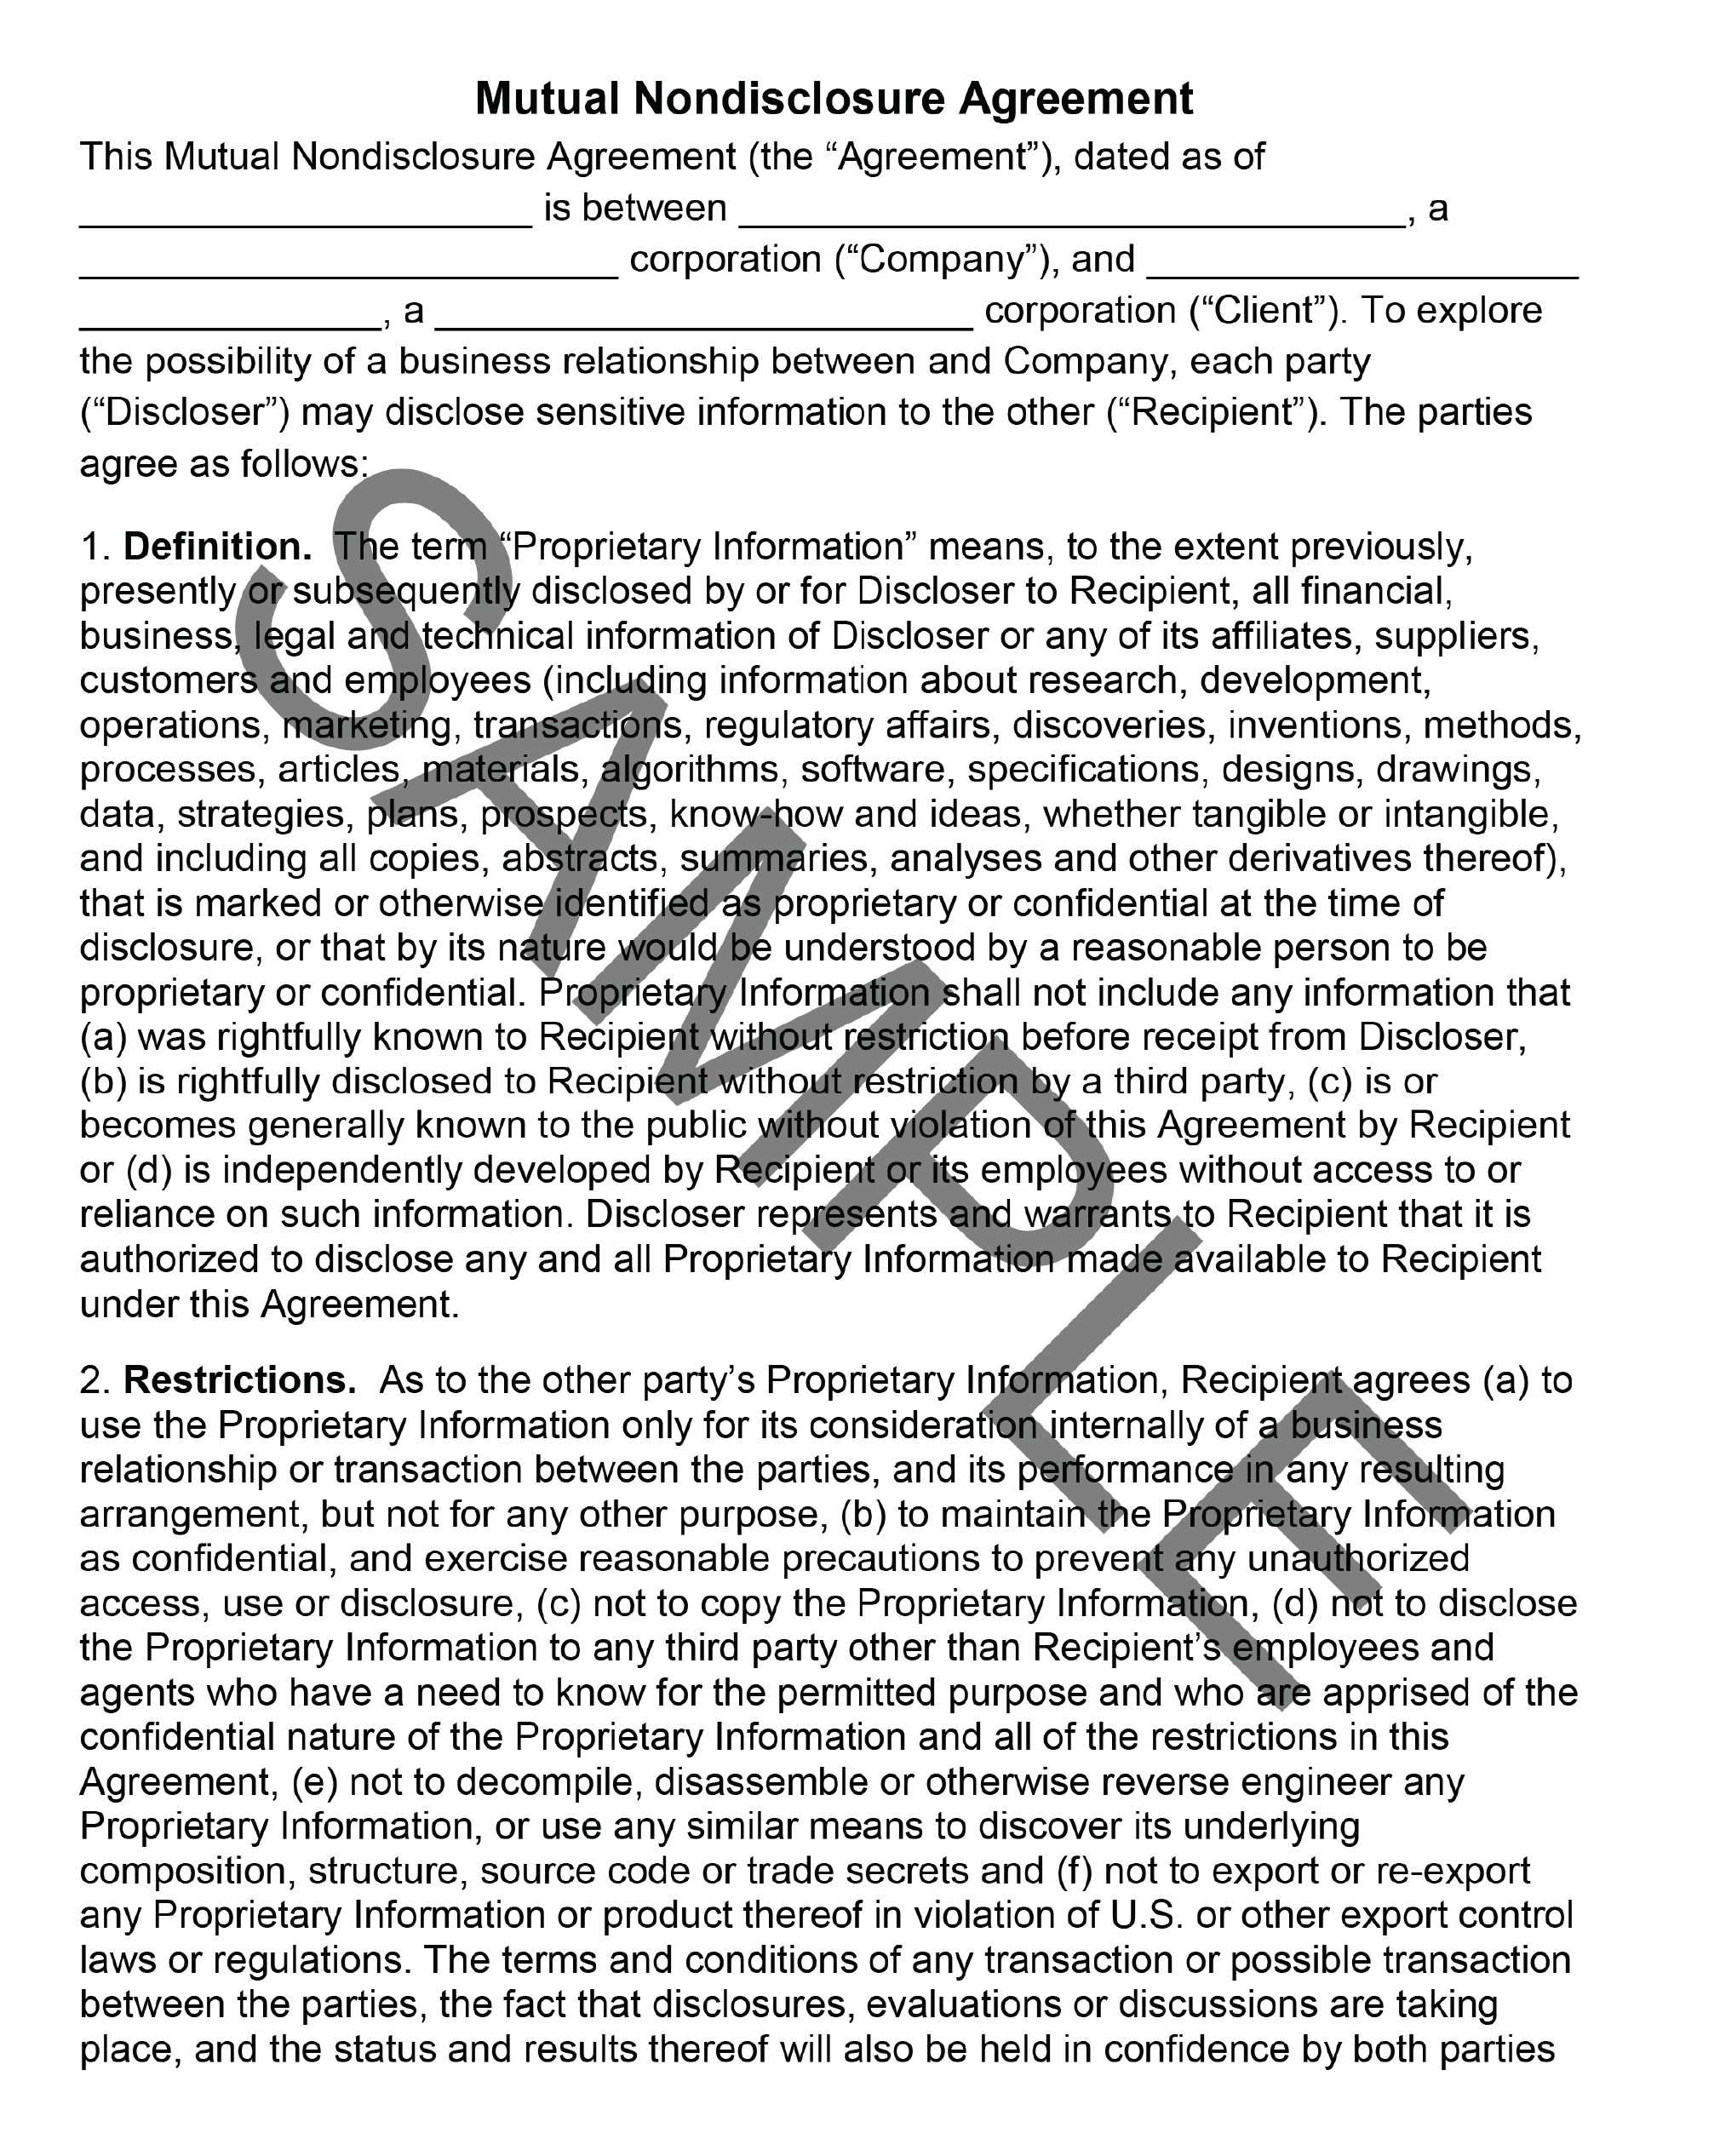 Mutual Nondisclosure Agreement
This Mutual Nondisclosure Agreement (the “Agreement”), dated as of
_____________________ is between _______________________________, a
_________________________ corporation (“Company”), and ____________________
______________, a _________________________ corporation (“Client”). To explore
the possibility of a business relationship between and Company, each party
(“Discloser”) may disclose sensitive information to the other (“Recipient”). The parties
agree as follows:
1. Definition. The term “Proprietary Information” means, to the extent previously,
presently or subsequently disclosed by or for Discloser to Recipient, all financial,
business, legal and technical information of Discloser or any of its affiliates, suppliers,
customers and employees (including information about research, development,
operations, marketing, transactions, regulatory affairs, discoveries, inventions, methods,
processes, articles, materials, algorithms, software, specifications, designs, drawings,
data, strategies, plans, prospects, know-how and ideas, whether tangible or intangible,
and including all copies, abstracts, summaries, analyses and other derivatives thereof),
that is marked or otherwise identified as proprietary or confidential at the time of
disclosure, or that by its nature would be understood by a reasonable person to be
proprietary or confidential. Proprietary Information shall not include any information that
(a) was rightfully known to Recipient without restriction before receipt from Discloser,
(b) is rightfully disclosed to Recipient without restriction by a third party, (c) is or
becomes generally known to the public without violation of this Agreement by Recipient
or (d) is independently developed by Recipient or its employees without access to or
reliance on such information. Discloser represents and warrants to Recipient that it is
authorized to disclose any and all Proprietary Information made available to Recipient
under this Agreement.
2. Restrictions. As to the other party’s Proprietary Information, Recipient agrees (a) to
use the Proprietary Information only for its consideration internally of a business
relationship or transaction between the parties, and its performance in any resulting
arrangement, but not for any other purpose, (b) to maintain the Proprietary Information
as confidential, and exercise reasonable precautions to prevent any unauthorized
access, use or disclosure, (c) not to copy the Proprietary Information, (d) not to disclose
the Proprietary Information to any third party other than Recipient’s employees and
agents who have a need to know for the permitted purpose and who are apprised of the
confidential nature of the Proprietary Information and all of the restrictions in this
Agreement, (e) not to decompile, disassemble or otherwise reverse engineer any
Proprietary Information, or use any similar means to discover its underlying
composition, structure, source code or trade secrets and (f) not to export or re-export
any Proprietary Information or product thereof in violation of U.S. or other export control
laws or regulations. The terms and conditions of any transaction or possible transaction
between the parties, the fact that disclosures, evaluations or discussions are taking
place, and the status and results thereof will also be held in confidence by both parties
SAMPLE